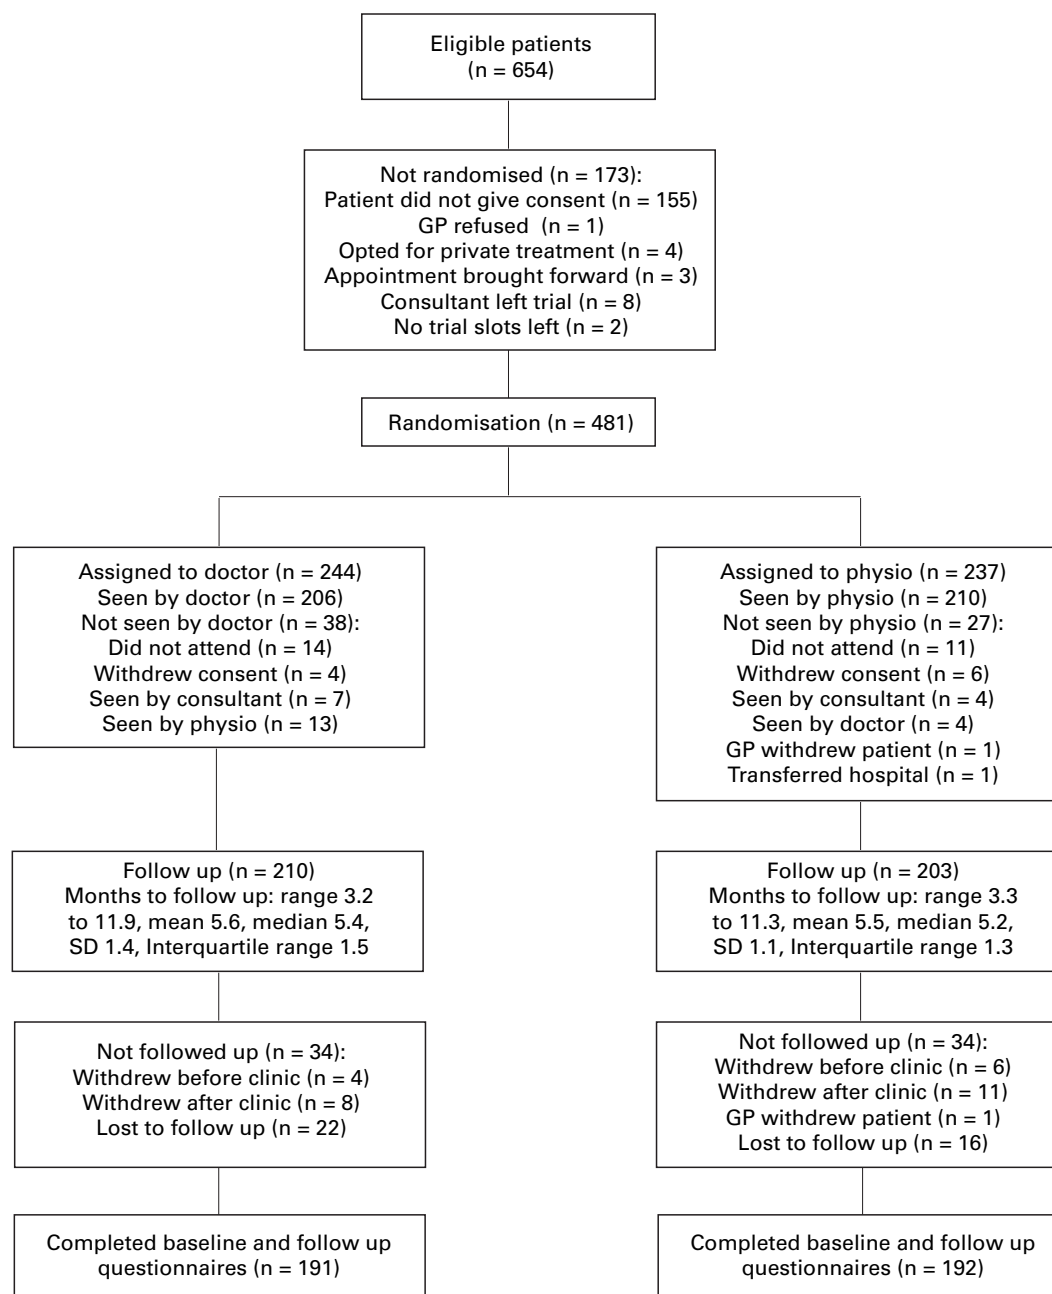 Eligible patients
(n = 654)
Not randomised (n = 173):
Patient did not give consent (n = 155)
GP refused (n = 1)
Opted for private treatment (n = 4)
Appointment brought forward (n = 3)
Consultant left trial (n = 8)
No trial slots left (n = 2)
Randomisation (n = 481)
Assigned to doctor (n = 244)
Seen by doctor (n = 206)
Not seen by doctor (n = 38):
Did not attend (n = 14)
Withdrew consent (n = 4)
Seen by consultant (n = 7)
Seen by physio (n = 13)
Assigned to physio (n = 237)
Seen by physio (n = 210)
Not seen by physio (n = 27):
Did not attend (n = 11)
Withdrew consent (n = 6)
Seen by consultant (n = 4)
Seen by doctor (n = 4)
GP withdrew patient (n = 1)
Transferred hospital (n = 1)
Follow up (n = 210)
Months to follow up: range 3.2
to 11.9, mean 5.6, median 5.4,
SD 1.4, Interquartile range 1.5
Follow up (n = 203)
Months to follow up: range 3.3
to 11.3, mean 5.5, median 5.2,
SD 1.1, Interquartile range 1.3
Not followed up (n = 34):
Withdrew before clinic (n = 4)
Withdrew after clinic (n = 8)
Lost to follow up (n = 22)
Not followed up (n = 34):
Withdrew before clinic (n = 6)
Withdrew after clinic (n = 11)
GP withdrew patient (n = 1)
Lost to follow up (n = 16)
Completed baseline and follow up
questionnaires (n = 191)
Completed baseline and follow up
questionnaires (n = 192)